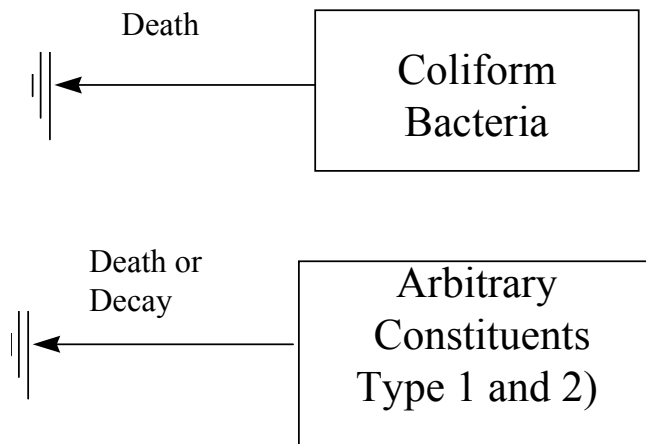 Death
Coliform
Bacteria
Death or
Decay
Arbitrary
Constituents
Type 1 and 2)